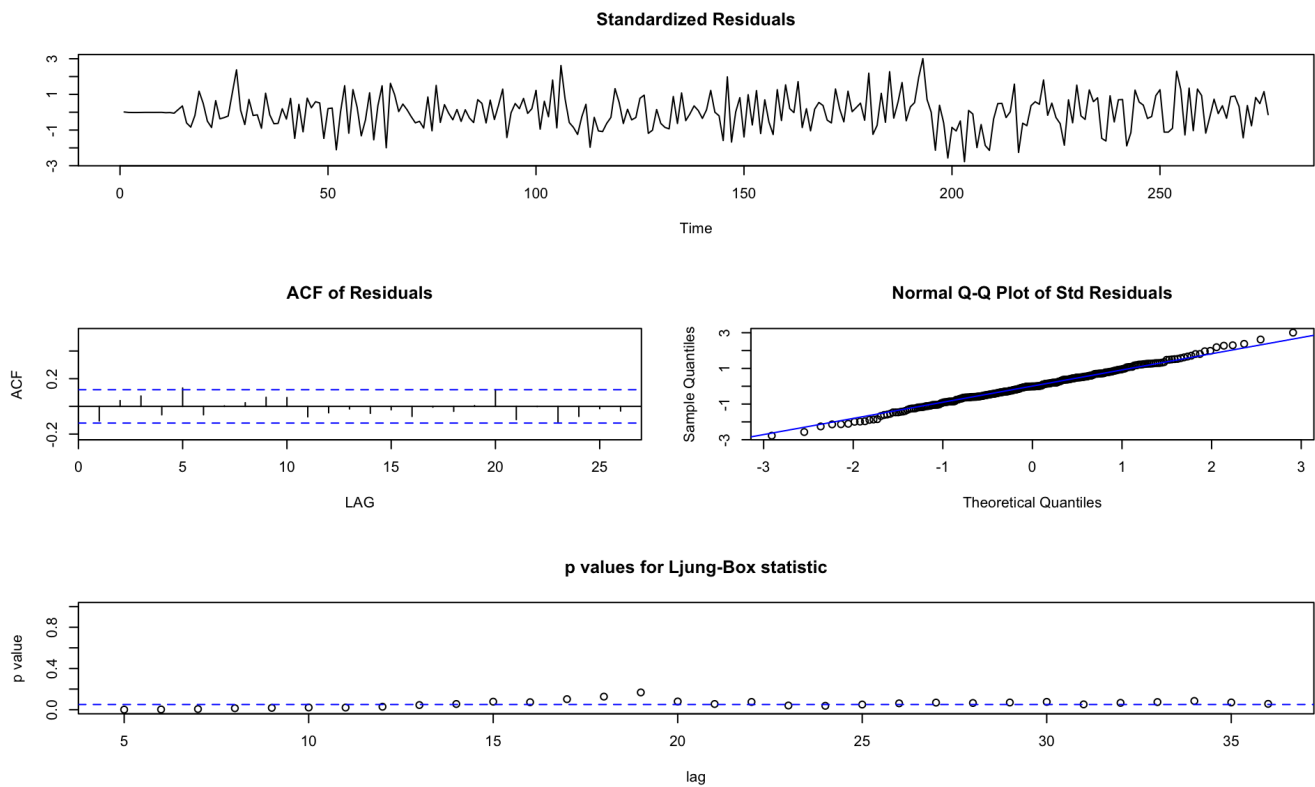 Standardized Residuals
3
1
-1
-3
0 50 100 150 200 250
Time
ACF of Residuals
ACF
0.2
-0.2
0 5 10 15 20 25
LAG
Normal Q-Q Plot of Std Residuals
Sample Quantiles
3
1
-1
-3
-3 -2 -1 0 1 2 3
Theoretical Quantiles
p values for Ljung-Box statistic
p value
0.8
0.4
0.0
5 10 15 20 25 30 35
lag